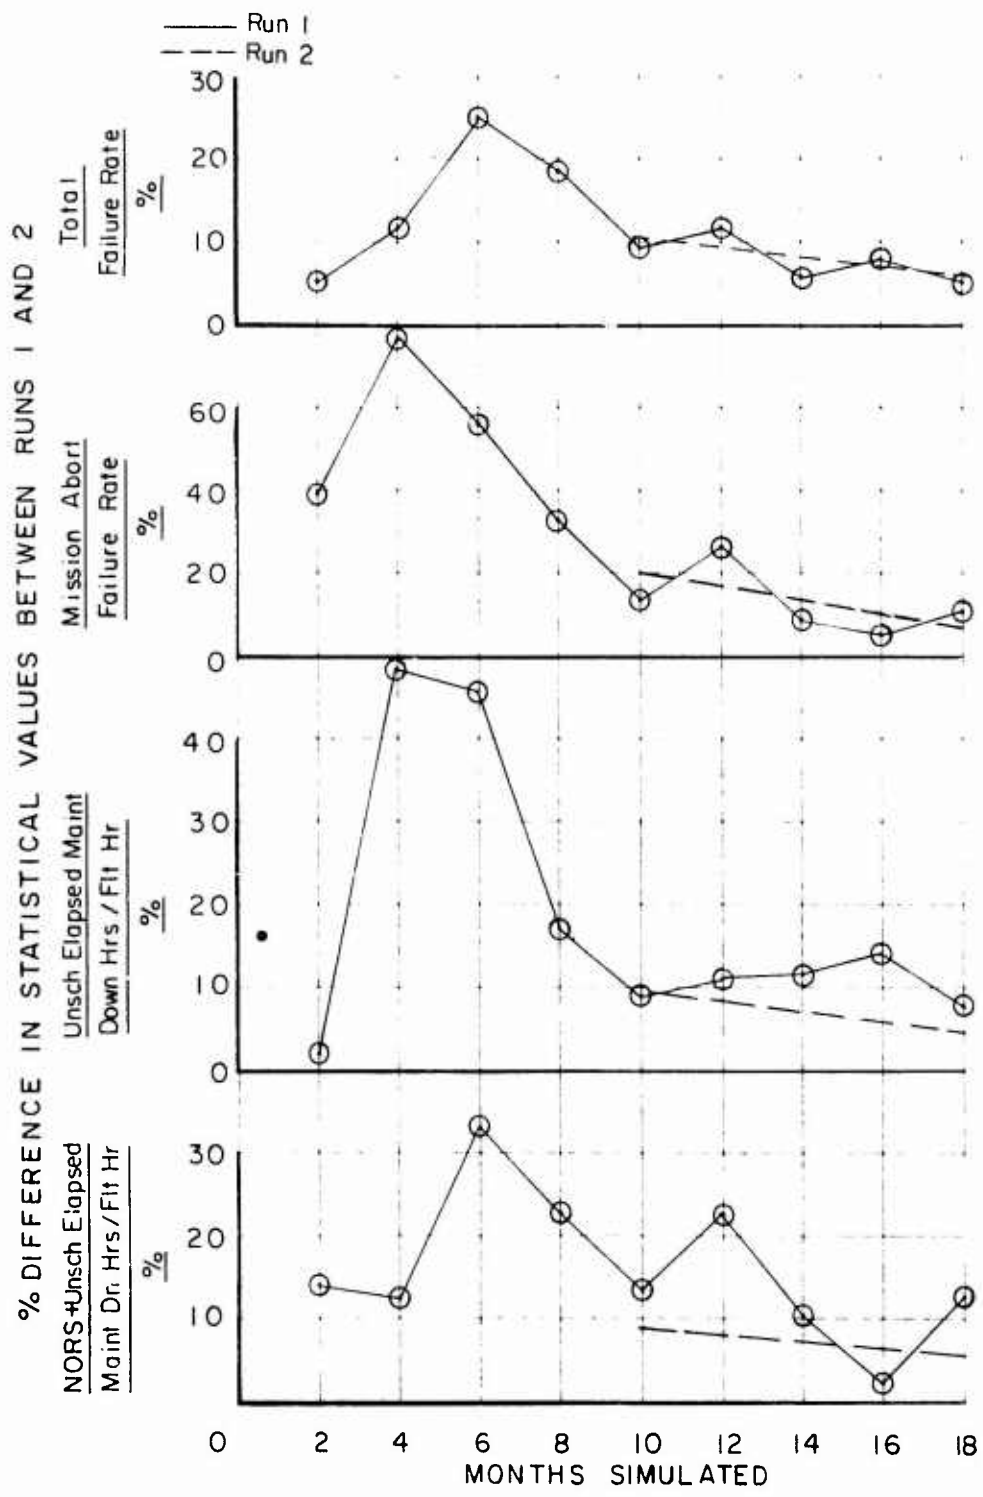 Run 1
Run 2
% DIFFERENCE IN STATISTICAL VALUES BETWEEN RUNS 1 AND 2
Total
Failure Rate
%
30
20
10
0
Mission Abort
Failure Rate
%
60
40
20
0
Unsch Elapsed Maint
Down Hrs / Flt Hr
%
40
30
20
10
0
NORS+Unsch Elapsed
Maint Dn Hrs / Flt Hr
%
30
20
10
0 2 4 6 8 10 12 14 16 18
MONTHS SIMULATED